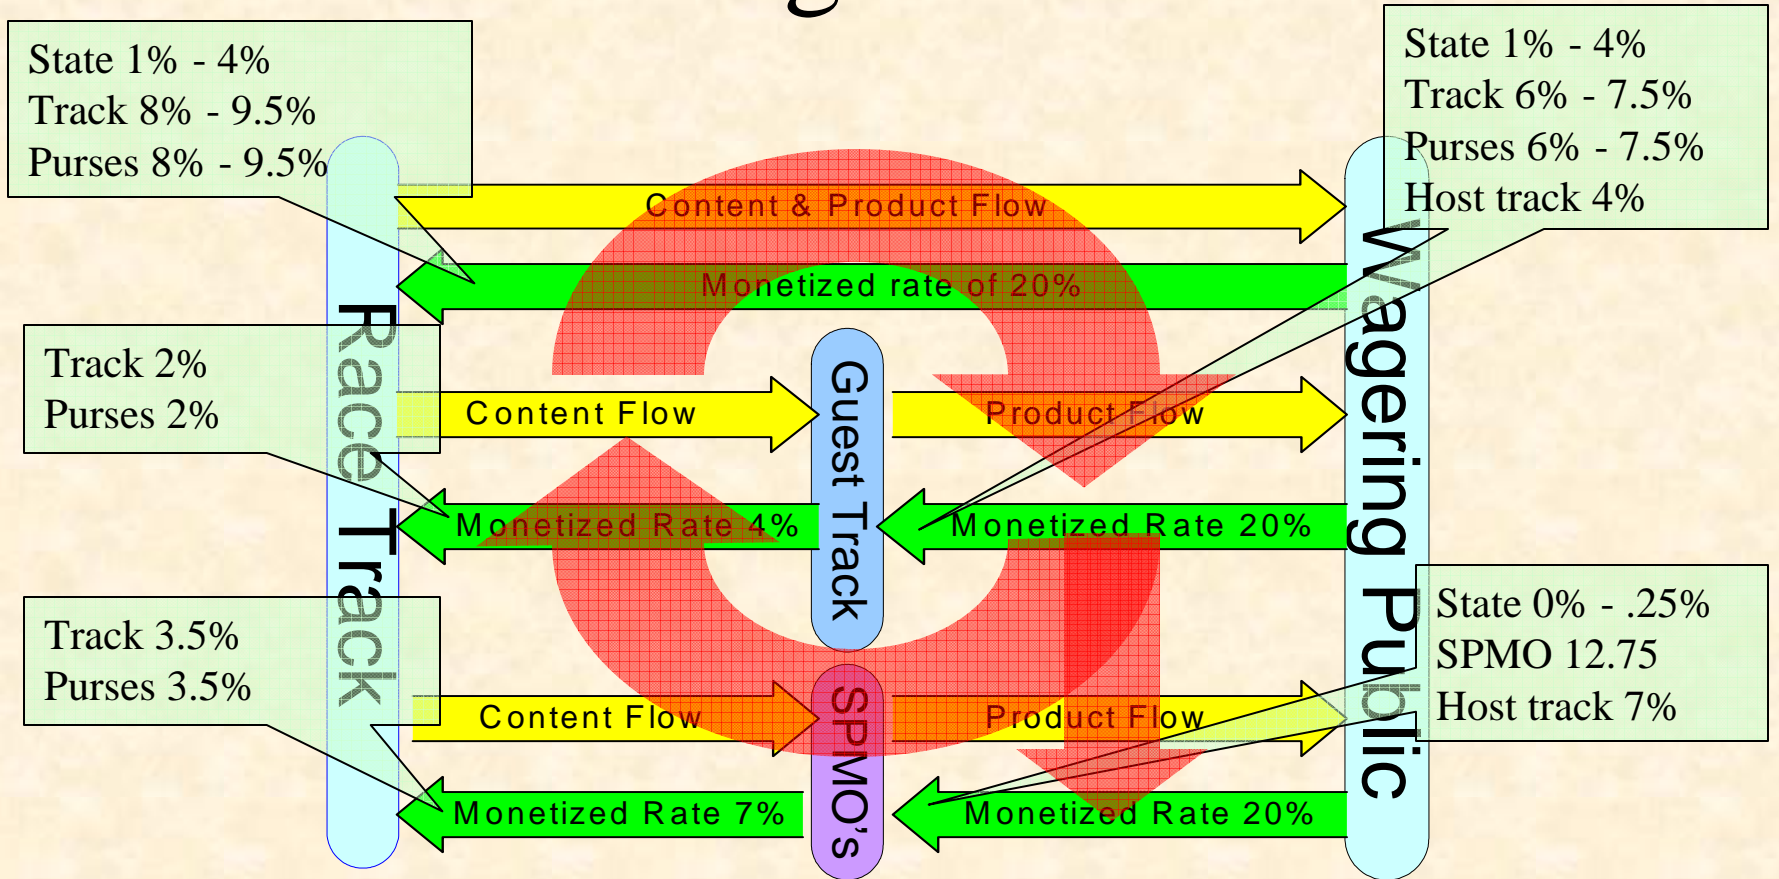 State 1% - 4%
Track 8% - 9.5%
Purses 8% - 9.5%
State 1% - 4%
Track 6% - 7.5%
Purses 6% - 7.5%
Host track 4%
Content & Product Flow
Monetized rate of 20%
Race Track
Wagering Public
Track 2%
Purses 2%
Guest Track
Content Flow
Product Flow
Monetized Rate 4%
Monetized Rate 20%
Track 3.5%
Purses 3.5%
State 0% - .25%
SPMO 12.75
Host track 7%
SPMO's
Content Flow
Product Flow
Monetized Rate 7%
Monetized Rate 20%